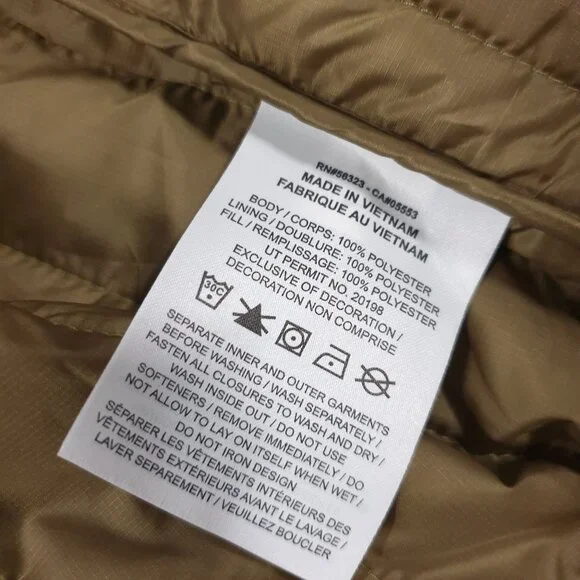 RN#56323 - CA#05553
MADE IN VIETNAM
FABRIQUE AU VIETNAM
BODY / CORPS: 100% POLYESTER
LINING / DOUBLURE: 100% POLYESTER
FILL / REMPLISSAGE: 100% POLYESTER
UT PERMIT NO. 20198
EXCLUSIVE OF DECORATION /
DECORATION NON COMPRISE
30C
SEPARATE INNER AND OUTER GARMENTS
BEFORE WASHING / WASH SEPARATELY /
FASTEN ALL CLOSURES TO WASH AND DRY /
WASH INSIDE OUT / DO NOT USE
SOFTENERS / REMOVE IMMEDIATELY / DO
NOT ALLOW TO LAY ON ITSELF WHEN WET /
DO NOT IRON DESIGN
SÉPARER LES VÊTEMENTS INTÉRIEURS DES
VÊTEMENTS EXTÉRIEURS AVANT LE LAVAGE /
LAVER SEPAREMENT / VEUILLEZ BOUCLER